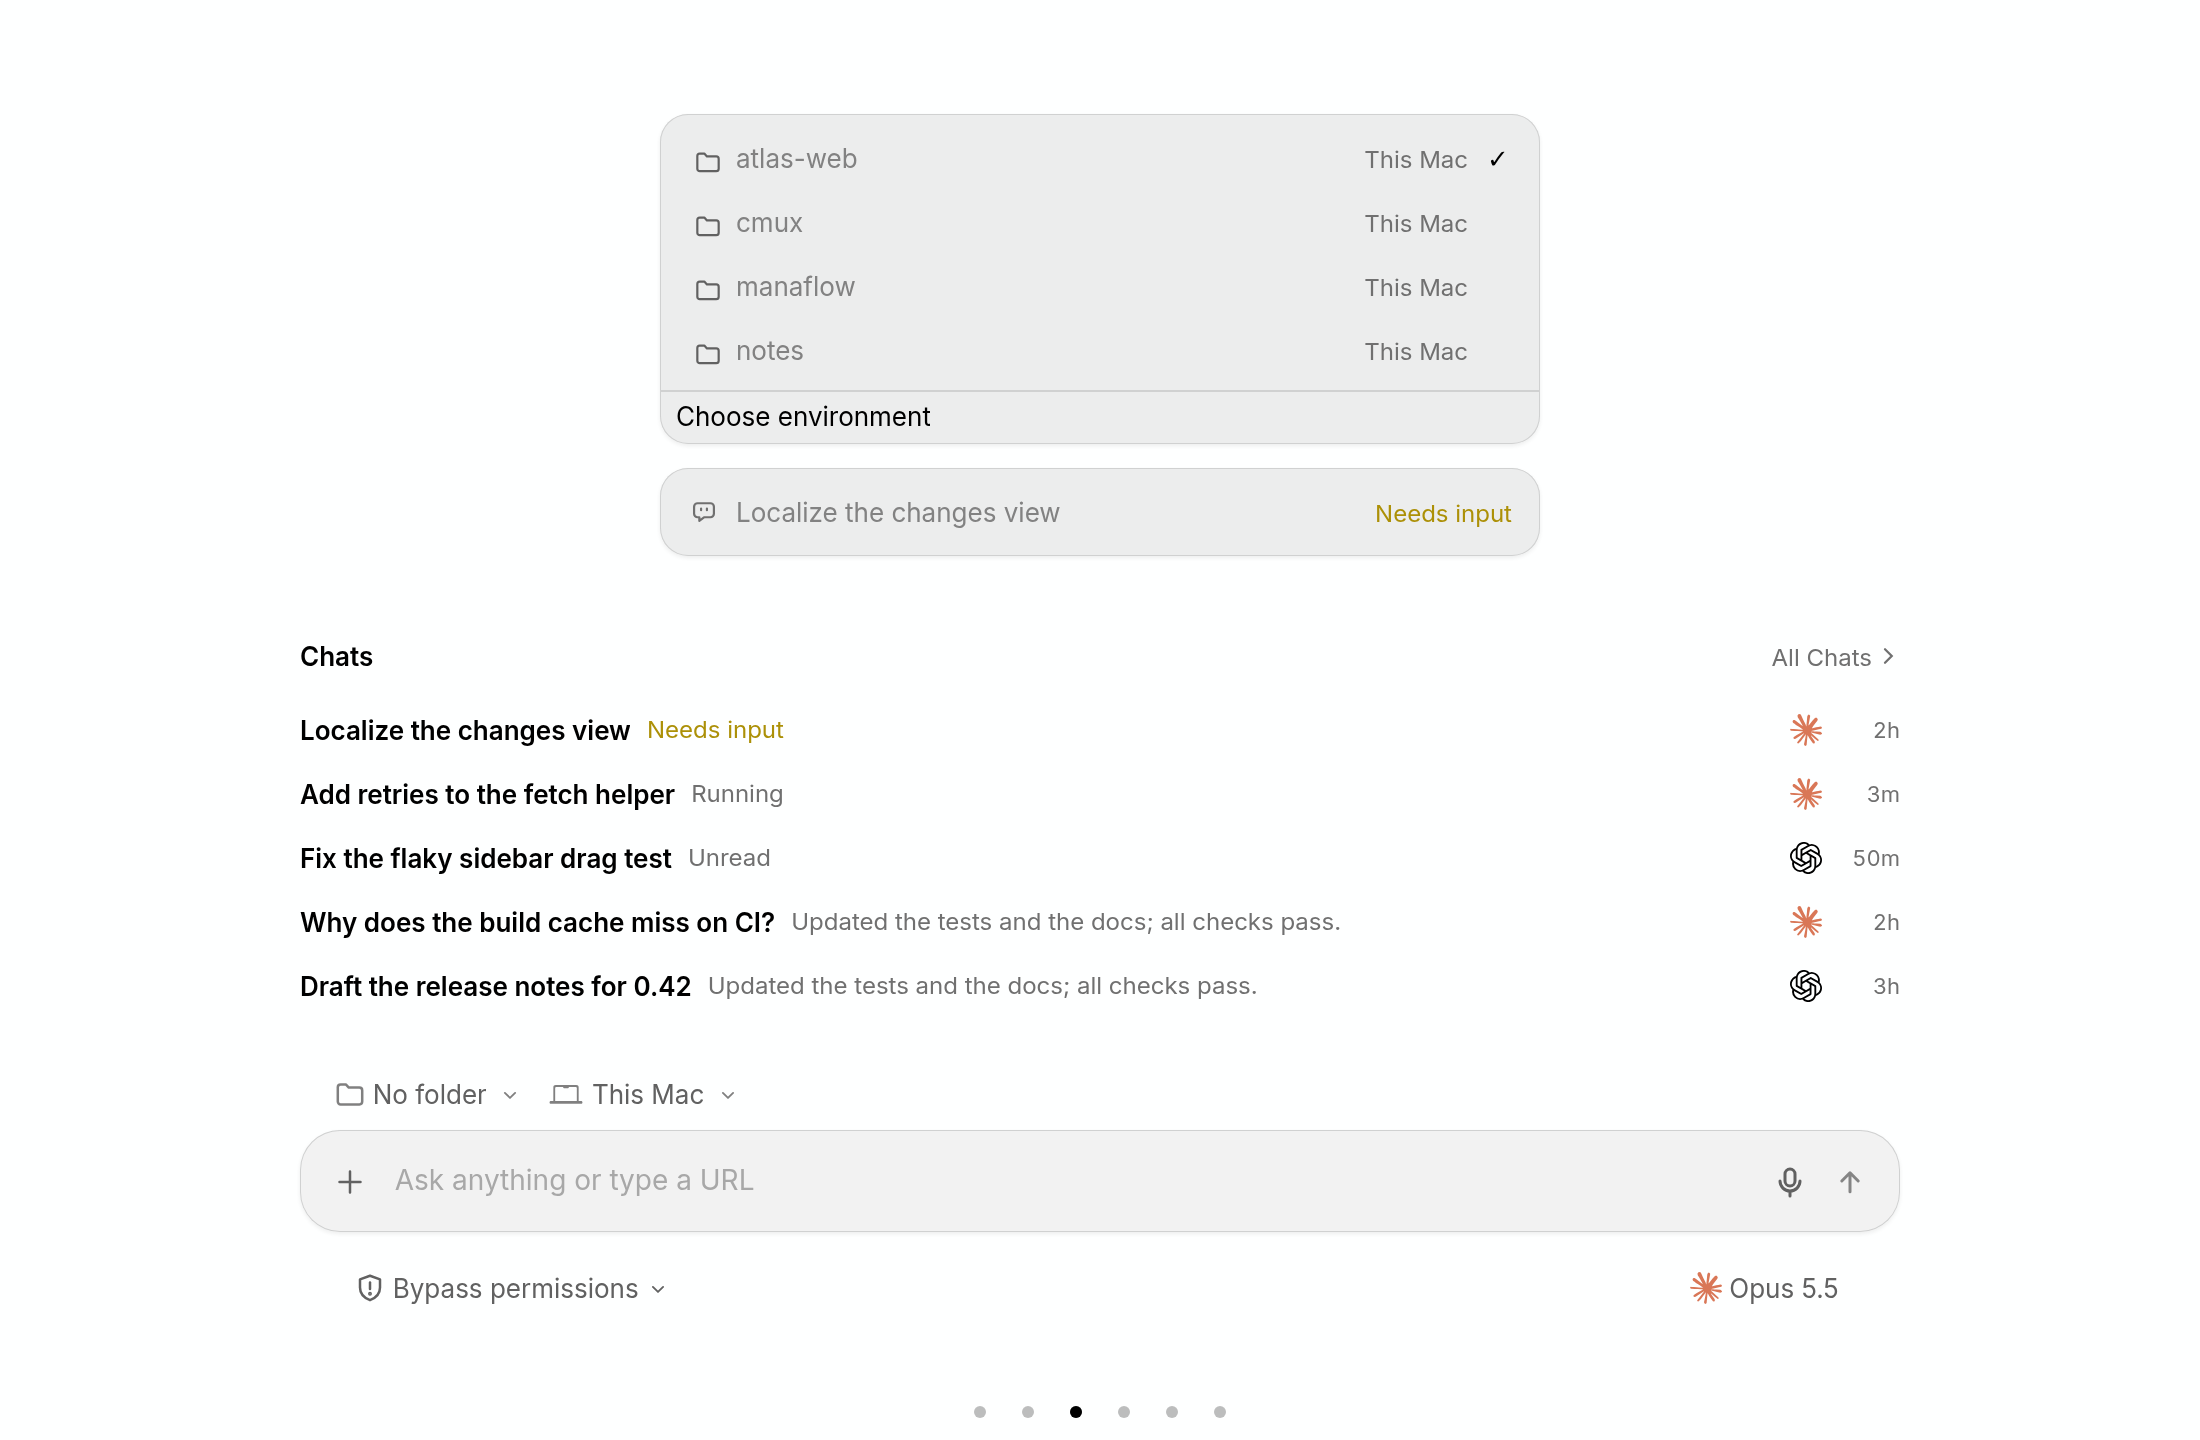 atlas-web This Mac ✓
cmux This Mac
manaflow This Mac
notes This Mac
Choose environment
Localize the changes view Needs input
Chats All Chats
Localize the changes view Needs input 2h
Add retries to the fetch helper Running 3m
Fix the flaky sidebar drag test Unread 50m
Why does the build cache miss on CI? Updated the tests and the docs; all checks pass. 2h
Draft the release notes for 0.42 Updated the tests and the docs; all checks pass. 3h
No folder This Mac
Ask anything or type a URL
Bypass permissions Opus 5.5